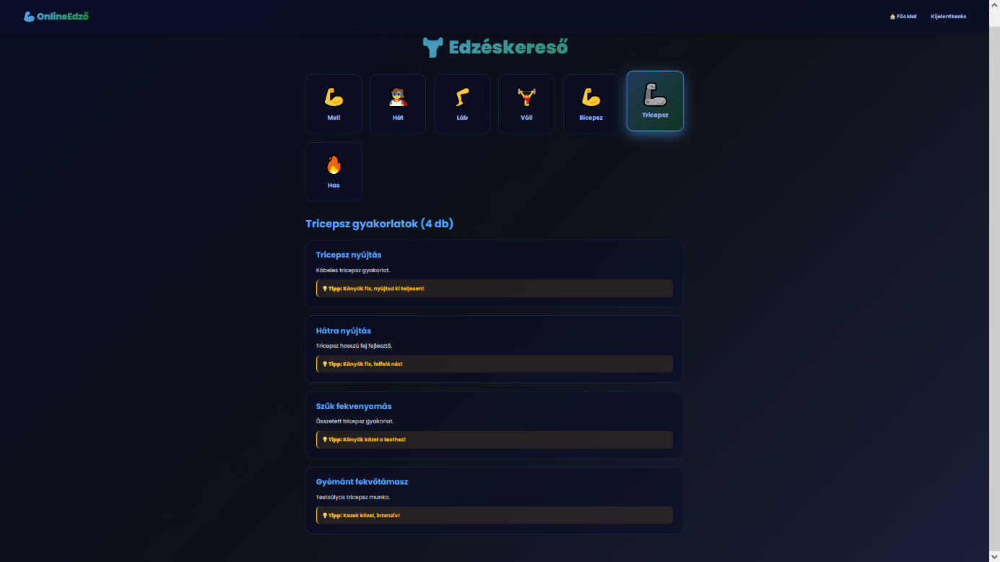 OnlineEdző
Főoldal
Kijelentkezés
Edzéskereső
Mell
Hát
Láb
Váll
Bicepsz
Tricepsz
Has
Tricepsz gyakorlatok (4 db)
Tricepsz nyújtás
Kábeles tricepsz gyakorlat.
Tipp: Könyök fix, nyújtsd ki teljesen!
Hátra nyújtás
Tricepsz hosszú fej fejlesztő.
Tipp: Könyök fix, felfelé néz!
Szűk fekvenyomás
Összetett tricepsz gyakorlat.
Tipp: Könyök közel a testhez!
Gyémánt fekvőtámasz
Testsúlyos tricepsz munka.
Tipp: Kezek közel, intenzív!